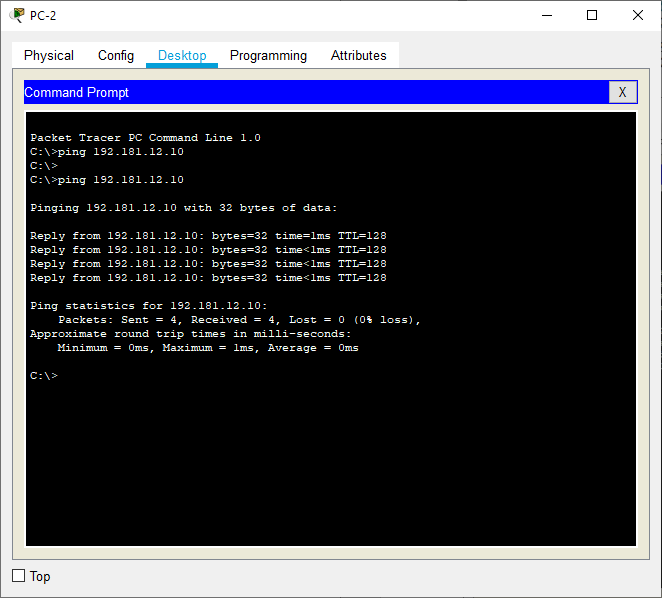 PC-2
Physical Config Desktop Programming Attributes
Command Prompt X
Packet Tracer PC Command Line 1.0
C:\>ping 192.181.12.10
C:\>
C:\>ping 192.181.12.10
Pinging 192.181.12.10 with 32 bytes of data:
Reply from 192.181.12.10: bytes=32 time=1ms TTL=128
Reply from 192.181.12.10: bytes=32 time<1ms TTL=128
Reply from 192.181.12.10: bytes=32 time<1ms TTL=128
Reply from 192.181.12.10: bytes=32 time<1ms TTL=128
Ping statistics for 192.181.12.10:
Packets: Sent = 4, Received = 4, Lost = 0 (0% loss),
Approximate round trip times in milli-seconds:
Minimum = 0ms, Maximum = 1ms, Average = 0ms
C:\>
Top